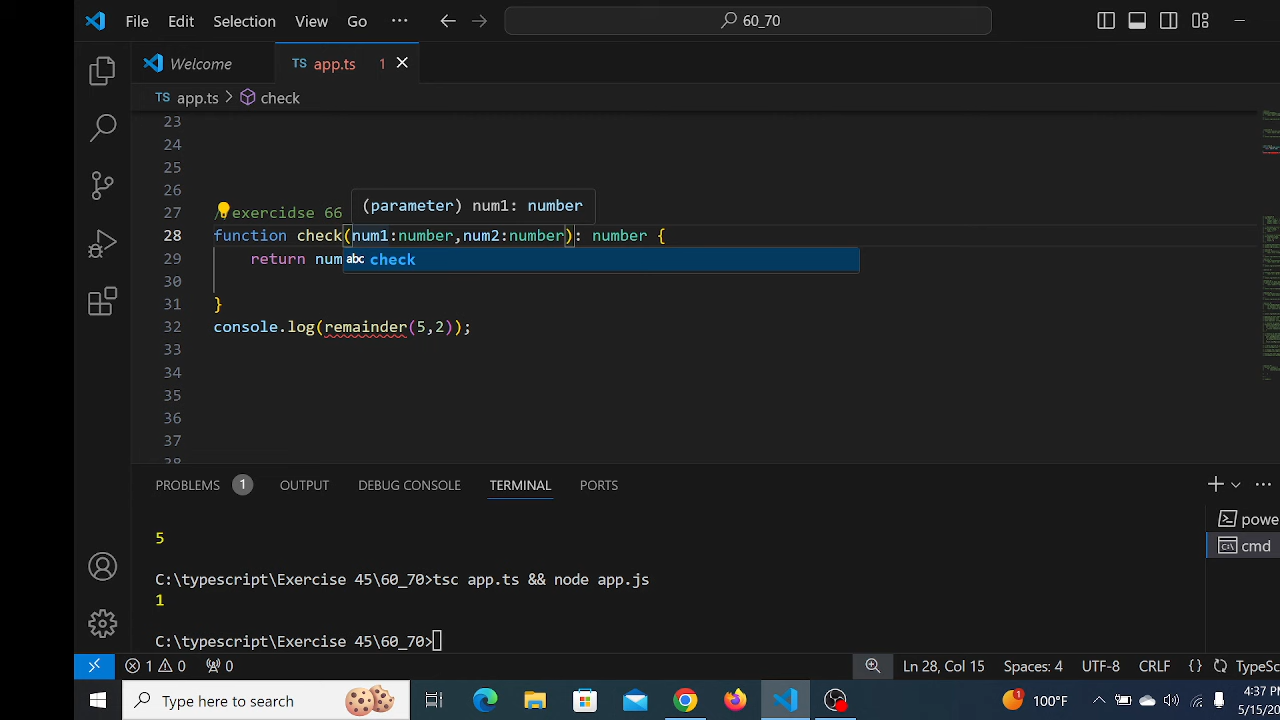 File Edit Selection View Go ··· 60_70
Welcome TS app.ts 1
TS app.ts > check
23
24
25
26
(parameter) num1: number
27 exercidse 66
28 function check(num1:number,num2:number): number {
abc check
29 return num
30
31 }
32 console.log(remainder(5,2));
33
34
35
36
37
38
PROBLEMS 1 OUTPUT DEBUG CONSOLE TERMINAL PORTS
5
C:\typescript\Exercise 45\60_70>tsc app.ts && node app.js
1
C:\typescript\Exercise 45\60_70>
powe
cmd
1 0 0 Ln 28, Col 15 Spaces: 4 UTF-8 CRLF {} TypeSc
Type here to search 1 100°F 4:37 P
5/15/20